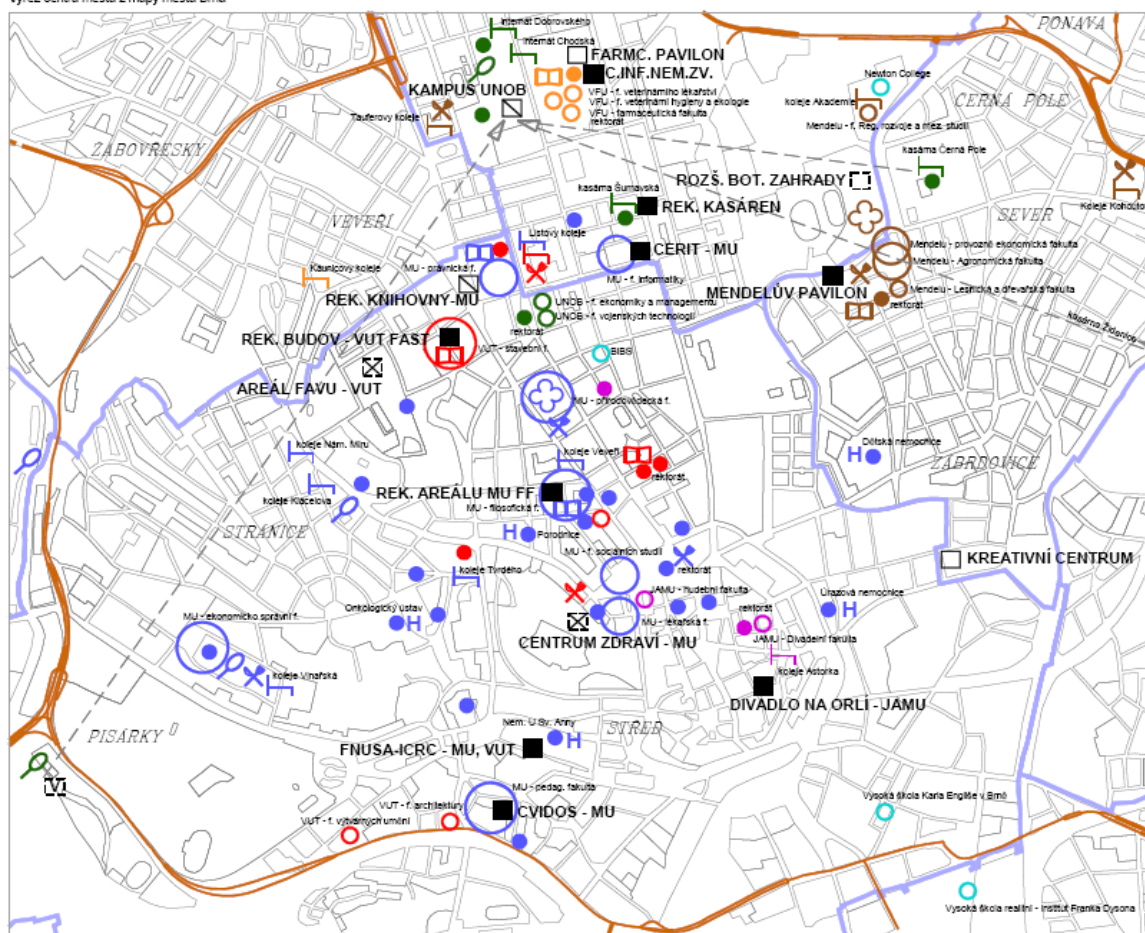 Výřez centra města z mapy města Brna
PONAVA
internát Dobrovského
internát Chodská
FARMC. PAVILON
C.INF.NEM.ZV.
Newton College
KAMPUS UNOB
VFU - f. veterinárního lékařství
VFU - f. veterinární hygieny a ekologie
VFU - farmaceutická fakulta
rektorát
koleje Akademie
ČERNÁ POLE
Tauferovy koleje
Mendelu - f. Reg. rozvoje a mez. studií
ŽABOVŘESKY
kasárna Černá Pole
ROZŠ. BOT. ZAHRADY
kasárna Šumavská
REK. KASÁREN
Koleje Kohoutova
SEVER
VEVEŘÍ
Listovy koleje
CERIT - MU
Mendelu - provozně ekonomická fakulta
Mendelu - Agronomická fakulta
Kaunicovy koleje
MU - právnická f.
MU - f. Informatiky
MENDELŮV PAVILON
Mendelu - Lesnická a dřevařská fakulta
rektorát
REK. KNIHOVNY-MU
UNOB - f. ekonomiky a managementu
UNOB - f. vojenských technologií
rektorát
kasárna Židenice
REK. BUDOV - VUT FAST
VUT - stavební f.
BIBS
AREÁL FAVU - VUT
MU - přírodovědecká f.
koleje Nám. Míru
koleje Veveří
Dětská nemocnice
H
ZÁBRDOVICE
rektorát
koleje Klácelova
REK. AREÁLU MU FF
MU - filosofická f.
STRÁNICE
H
Porodnice
MU - f. sociálních studií
KREATIVNÍ CENTRUM
koleje Tvrdého
rektorát
JAMU - hudební fakulta
Úrazová nemocnice
H
MU - ekonomicko správní f.
Onkologický ústav
H
MU - lékařská f.
rektorát
CENTRUM ZDRAVÍ - MU
JAMU - Divadelní fakulta
koleje Vinařská
koleje Astorka
DIVADLO NA ORLÍ - JAMU
PISÁRKY
STŘED
Nem. U Sv. Anny
H
FNUSA-ICRC - MU, VUT
V
MU - pedag. fakulta
VUT - f. architektury
CVIDOS - MU
VUT - f. výtvarných umění
Vysoká škola Karla Engliše v Brně
Vysoká škola realitní - Institut Franka Dysona